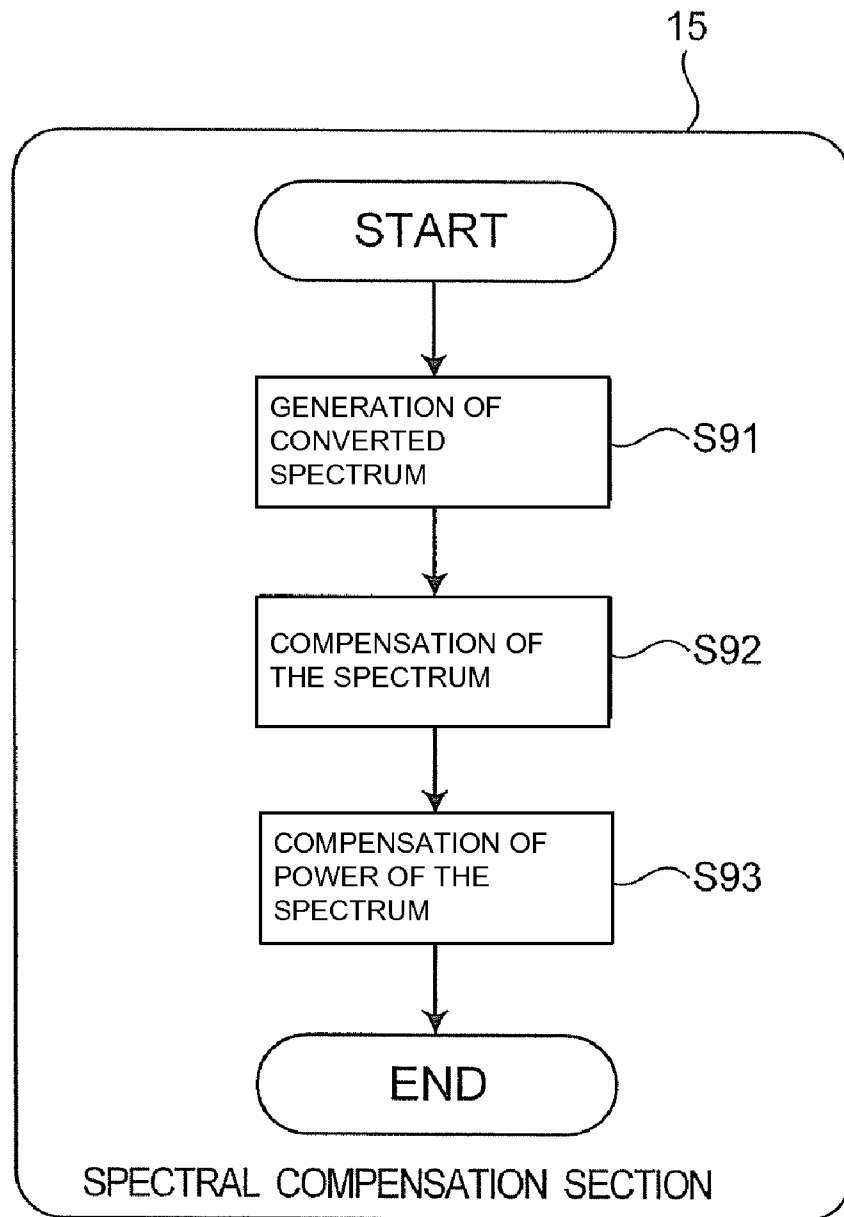 15
START
GENERATION OF
CONVERTED
SPECTRUM
S91
COMPENSATION OF
THE SPECTRUM
S92
COMPENSATION OF
POWER OF THE
SPECTRUM
S93
END
SPECTRAL COMPENSATION SECTION